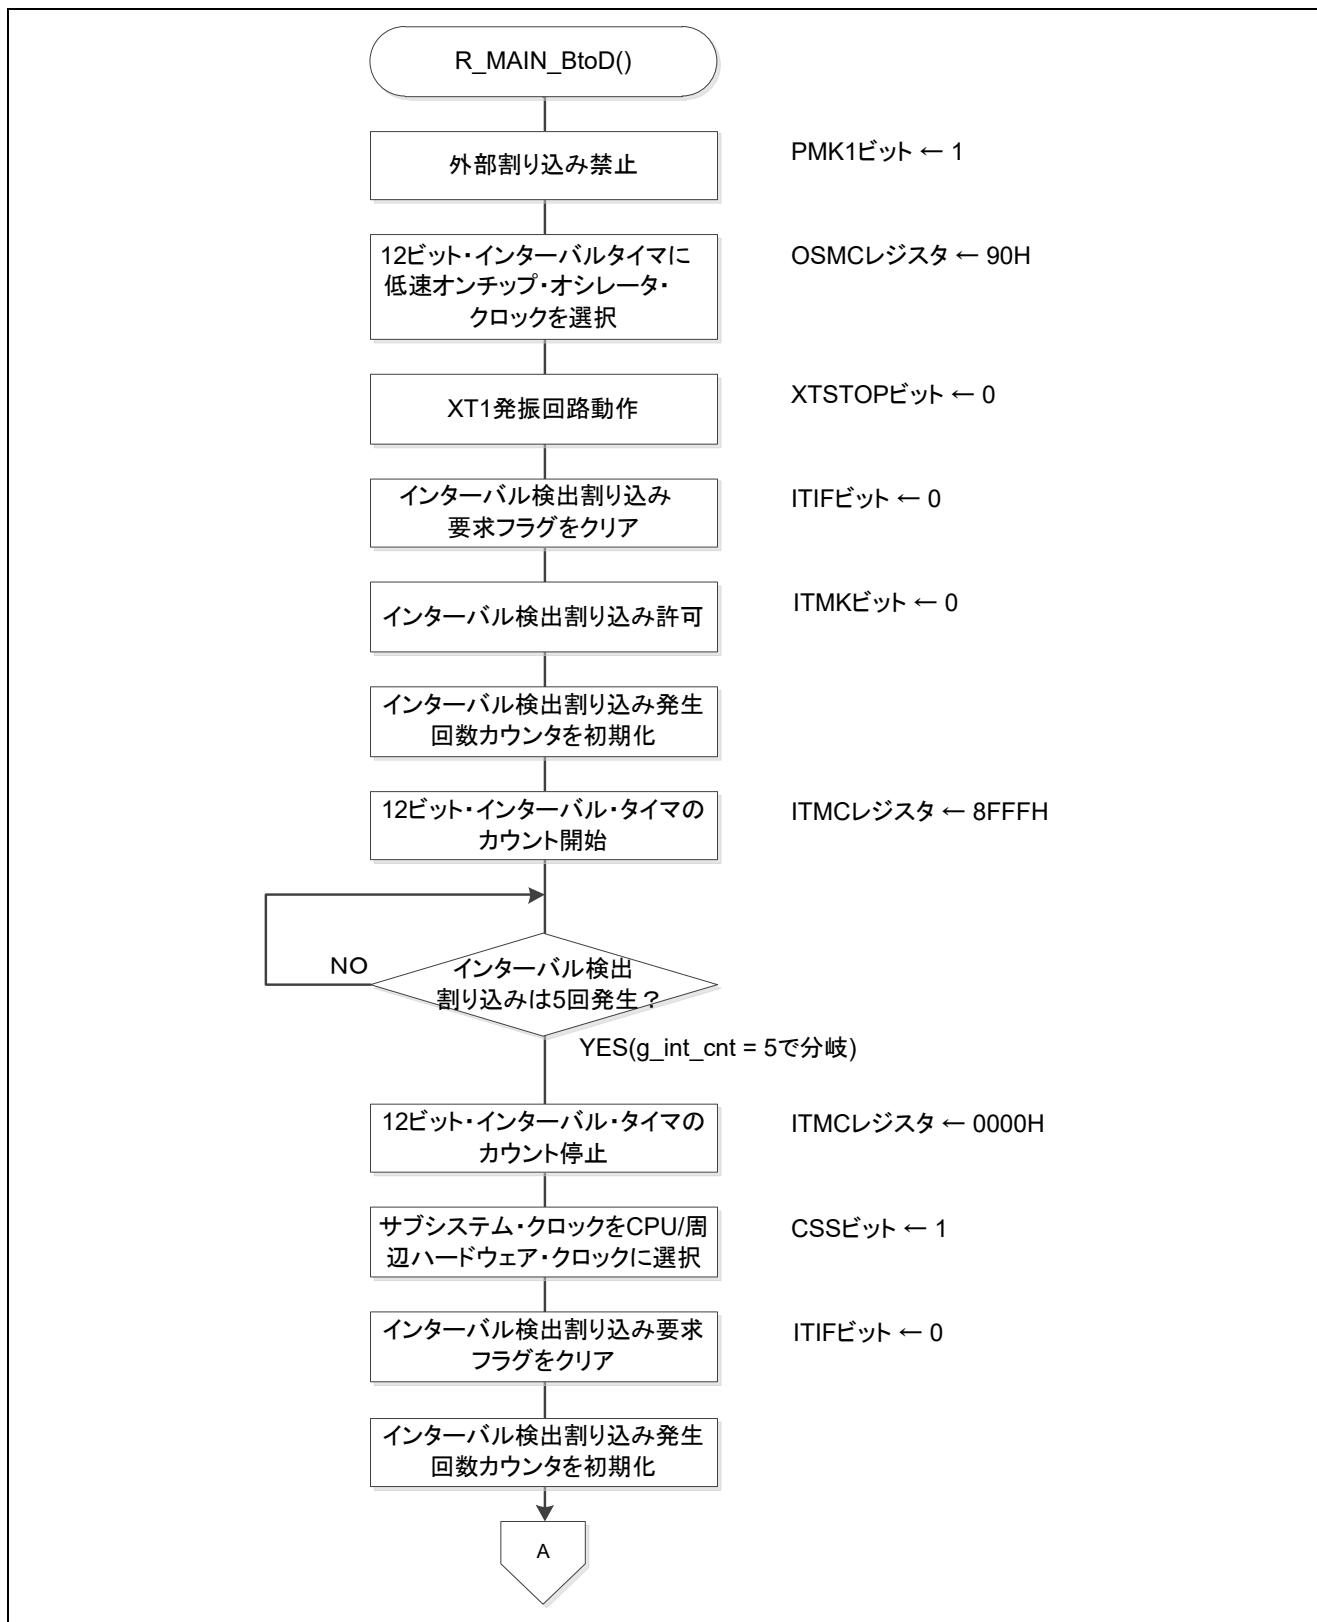 R_MAIN_BtoD()
外部割り込み禁止
PMK1ビット ← 1
12ビット・インターバルタイマに
低速オンチップ・オシレータ・
クロックを選択
OSMCレジスタ ← 90H
XT1発振回路動作
XTSTOPビット ← 0
インターバル検出割り込み
要求フラグをクリア
ITIFビット ← 0
インターバル検出割り込み許可
ITMKビット ← 0
インターバル検出割り込み発生
回数カウンタを初期化
12ビット・インターバル・タイマの
カウント開始
ITMCレジスタ ← 8FFFH
NO
インターバル検出
割り込みは5回発生？
YES(g_int_cnt = 5で分岐)
12ビット・インターバル・タイマの
カウント停止
ITMCレジスタ ← 0000H
サブシステム・クロックをCPU/周
辺ハードウェア・クロックに選択
CSSビット ← 1
インターバル検出割り込み要求
フラグをクリア
ITIFビット ← 0
インターバル検出割り込み発生
回数カウンタを初期化
A